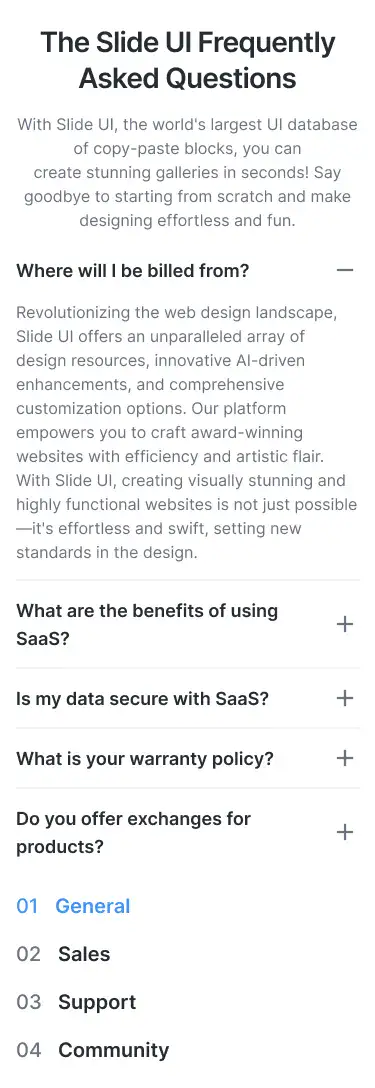 The Slide UI Frequently
Asked Questions
With Slide UI, the world's largest UI database
of copy-paste blocks, you can
create stunning galleries in seconds! Say
goodbye to starting from scratch and make
designing effortless and fun.
Where will I be billed from?
Revolutionizing the web design landscape,
Slide UI offers an unparalleled array of
design resources, innovative AI-driven
enhancements, and comprehensive
customization options. Our platform
empowers you to craft award-winning
websites with efficiency and artistic flair.
With Slide UI, creating visually stunning and
highly functional websites is not just possible
—it's effortless and swift, setting new
standards in the design.
What are the benefits of using
SaaS?
Is my data secure with SaaS?
What is your warranty policy?
Do you offer exchanges for
products?
01 General
02 Sales
03 Support
04 Community